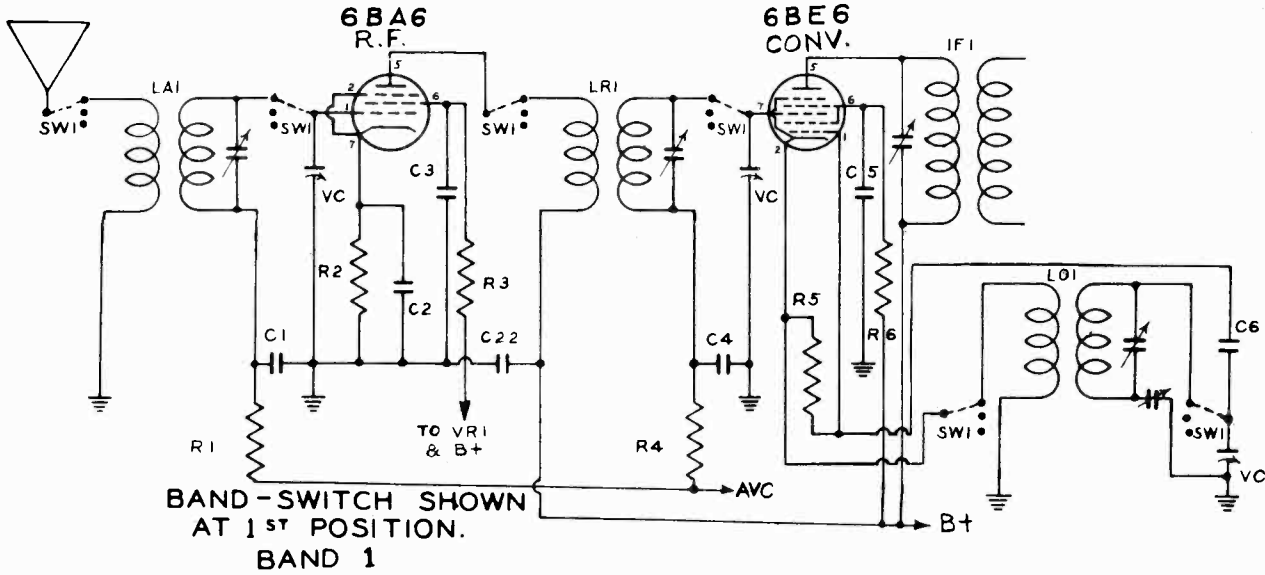 6BA6
R.F.
6BE6
CONV.
IF1
5
5
LA1
2
1
7
6
LR1
7
6
1
2
SW1
SW1
VC
C3
SW1
SW1
VC
C5
R2
C2
R3
R5
R6
LO1
C6
C1
C22
C4
R1
TO VR1
& B+
R4
SW1
SW1
VC
AVC
B+
BAND-SWITCH SHOWN
AT 1ST POSITION.
BAND 1